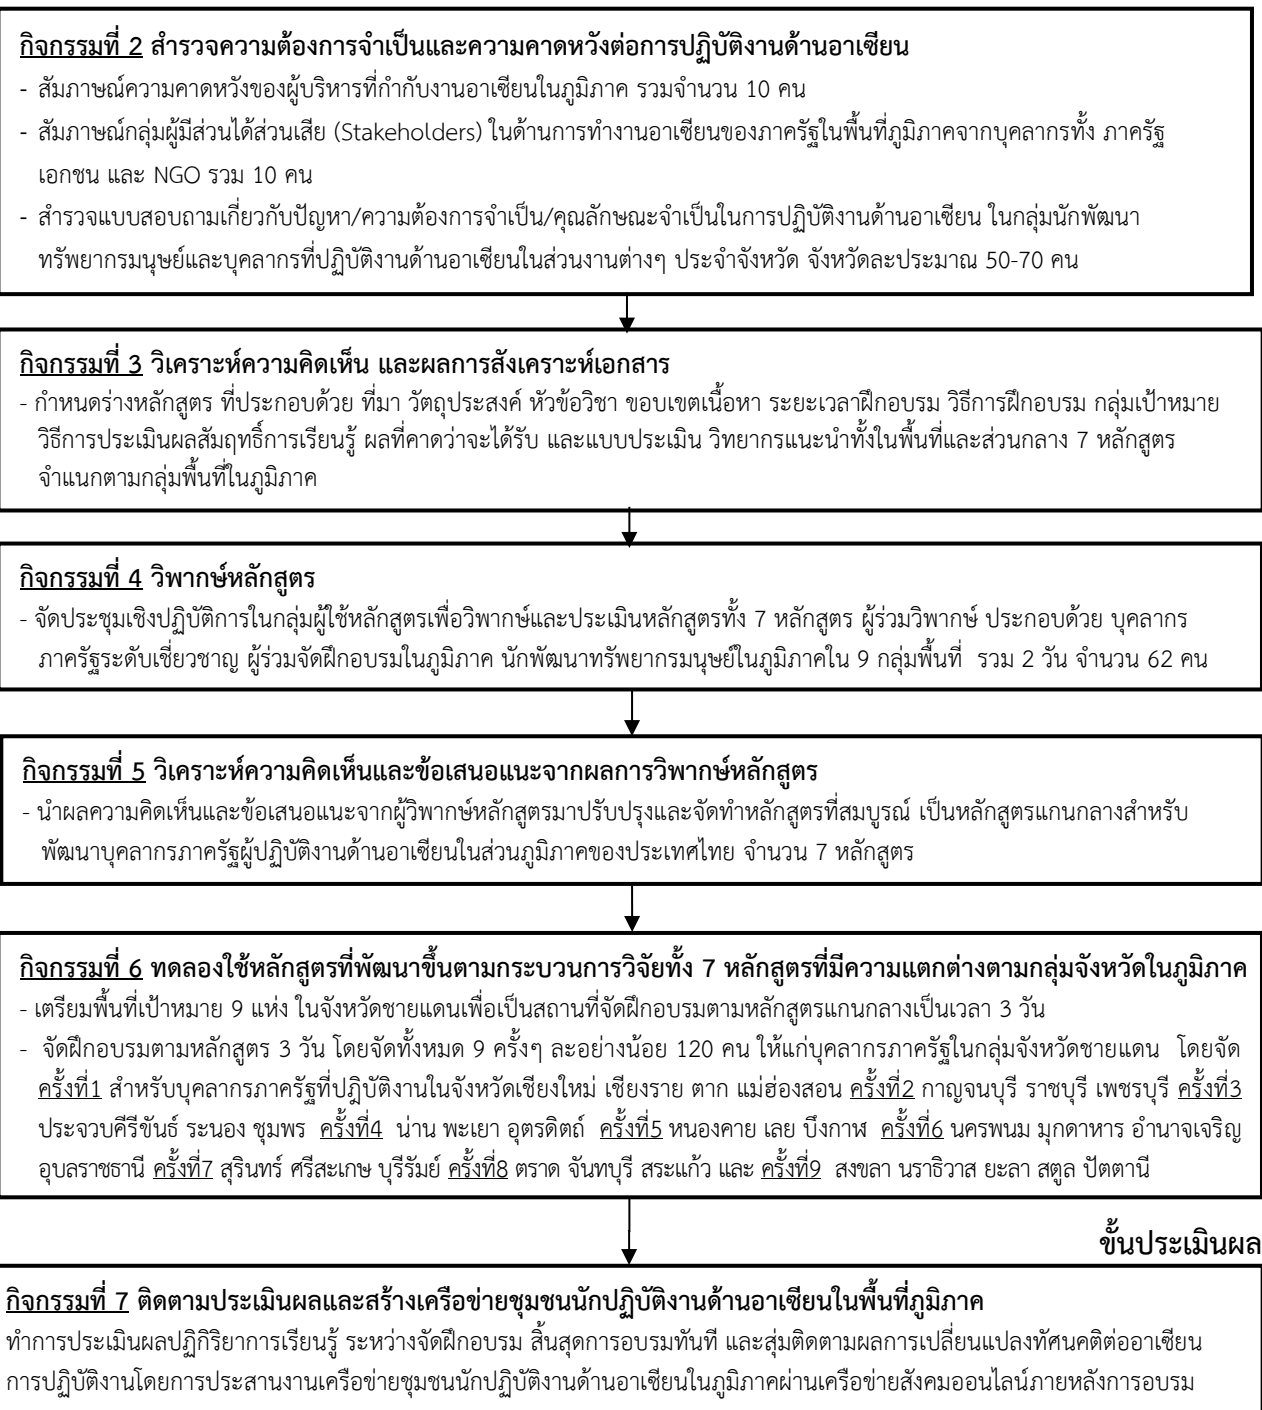 กิจกรรมที่ 2 สำรวจความต้องการจำเป็นและความคาดหวังต่อการปฏิบัติงานด้านอาเซียน
- สัมภาษณ์ความคาดหวังของผู้บริหารที่กำกับงานอาเซียนในภูมิภาค รวมจำนวน 10 คน
- สัมภาษณ์กลุ่มผู้มีส่วนได้ส่วนเสีย (Stakeholders) ในด้านการทำงานอาเซียนของภาครัฐในพื้นที่ภูมิภาคจากบุคลากรทั้ง ภาครัฐ
เอกชน และ NGO รวม 10 คน
- สำรวจแบบสอบถามเกี่ยวกับปัญหา/ความต้องการจำเป็น/คุณลักษณะจำเป็นในการปฏิบัติงานด้านอาเซียน ในกลุ่มนักพัฒนา
ทรัพยากรมนุษย์และบุคลากรที่ปฏิบัติงานด้านอาเซียนในส่วนงานต่างๆ ประจำจังหวัด จังหวัดละประมาณ 50-70 คน
กิจกรรมที่ 3 วิเคราะห์ความคิดเห็น และผลการสังเคราะห์เอกสาร
- กำหนดร่างหลักสูตร ที่ประกอบด้วย ที่มา วัตถุประสงค์ หัวข้อวิชา ขอบเขตเนื้อหา ระยะเวลาฝึกอบรม วิธีการฝึกอบรม กลุ่มเป้าหมาย
วิธีการประเมินผลสัมฤทธิ์การเรียนรู้ ผลที่คาดว่าจะได้รับ และแบบประเมิน วิทยากรแนะนำทั้งในพื้นที่และส่วนกลาง 7 หลักสูตร
จำแนกตามกลุ่มพื้นที่ในภูมิภาค
กิจกรรมที่ 4 วิพากษ์หลักสูตร
- จัดประชุมเชิงปฏิบัติการในกลุ่มผู้ใช้หลักสูตรเพื่อวิพากษ์และประเมินหลักสูตรทั้ง 7 หลักสูตร ผู้ร่วมวิพากษ์ ประกอบด้วย บุคลากร
ภาครัฐระดับเชี่ยวชาญ ผู้ร่วมจัดฝึกอบรมในภูมิภาค นักพัฒนาทรัพยากรมนุษย์ในภูมิภาคใน 9 กลุ่มพื้นที่ รวม 2 วัน จำนวน 62 คน
กิจกรรมที่ 5 วิเคราะห์ความคิดเห็นและข้อเสนอแนะจากผลการวิพากษ์หลักสูตร
- นำผลความคิดเห็นและข้อเสนอแนะจากผู้วิพากษ์หลักสูตรมาปรับปรุงและจัดทำหลักสูตรที่สมบูรณ์ เป็นหลักสูตรแกนกลางสำหรับ
พัฒนาบุคลากรภาครัฐผู้ปฏิบัติงานด้านอาเซียนในส่วนภูมิภาคของประเทศไทย จำนวน 7 หลักสูตร
กิจกรรมที่ 6 ทดลองใช้หลักสูตรที่พัฒนาขึ้นตามกระบวนการวิจัยทั้ง 7 หลักสูตรที่มีความแตกต่างตามกลุ่มจังหวัดในภูมิภาค
- เตรียมพื้นที่เป้าหมาย 9 แห่ง ในจังหวัดชายแดนเพื่อเป็นสถานที่จัดฝึกอบรมตามหลักสูตรแกนกลางเป็นเวลา 3 วัน
- จัดฝึกอบรมตามหลักสูตร 3 วัน โดยจัดทั้งหมด 9 ครั้งๆ ละอย่างน้อย 120 คน ให้แก่บุคลากรภาครัฐในกลุ่มจังหวัดชายแดน โดยจัด
ครั้งที่1 สำหรับบุคลากรภาครัฐที่ปฏิบัติงานในจังหวัดเชียงใหม่ เชียงราย ตาก แม่ฮ่องสอน ครั้งที่2 กาญจนบุรี ราชบุรี เพชรบุรี ครั้งที่3
ประจวบคีรีขันธ์ ระนอง ชุมพร ครั้งที่4 น่าน พะเยา อุตรดิตถ์ ครั้งที่5 หนองคาย เลย บึงกาฬ ครั้งที่6 นครพนม มุกดาหาร อำนาจเจริญ
อุบลราชธานี ครั้งที่7 สุรินทร์ ศรีสะเกษ บุรีรัมย์ ครั้งที่8 ตราด จันทบุรี สระแก้ว และ ครั้งที่9 สงขลา นราธิวาส ยะลา สตูล ปัตตานี
ขั้นประเมินผล
กิจกรรมที่ 7 ติดตามประเมินผลและสร้างเครือข่ายชุมชนนักปฏิบัติงานด้านอาเซียนในพื้นที่ภูมิภาค
ทำการประเมินผลปฏิกิริยาการเรียนรู้ ระหว่างจัดฝึกอบรม สิ้นสุดการอบรมทันที และสุ่มติดตามผลการเปลี่ยนแปลงทัศนคติต่ออาเซียน
การปฏิบัติงานโดยการประสานงานเครือข่ายชุมชนนักปฏิบัติงานด้านอาเซียนในภูมิภาคผ่านเครือข่ายสังคมออนไลน์ภายหลังการอบรม